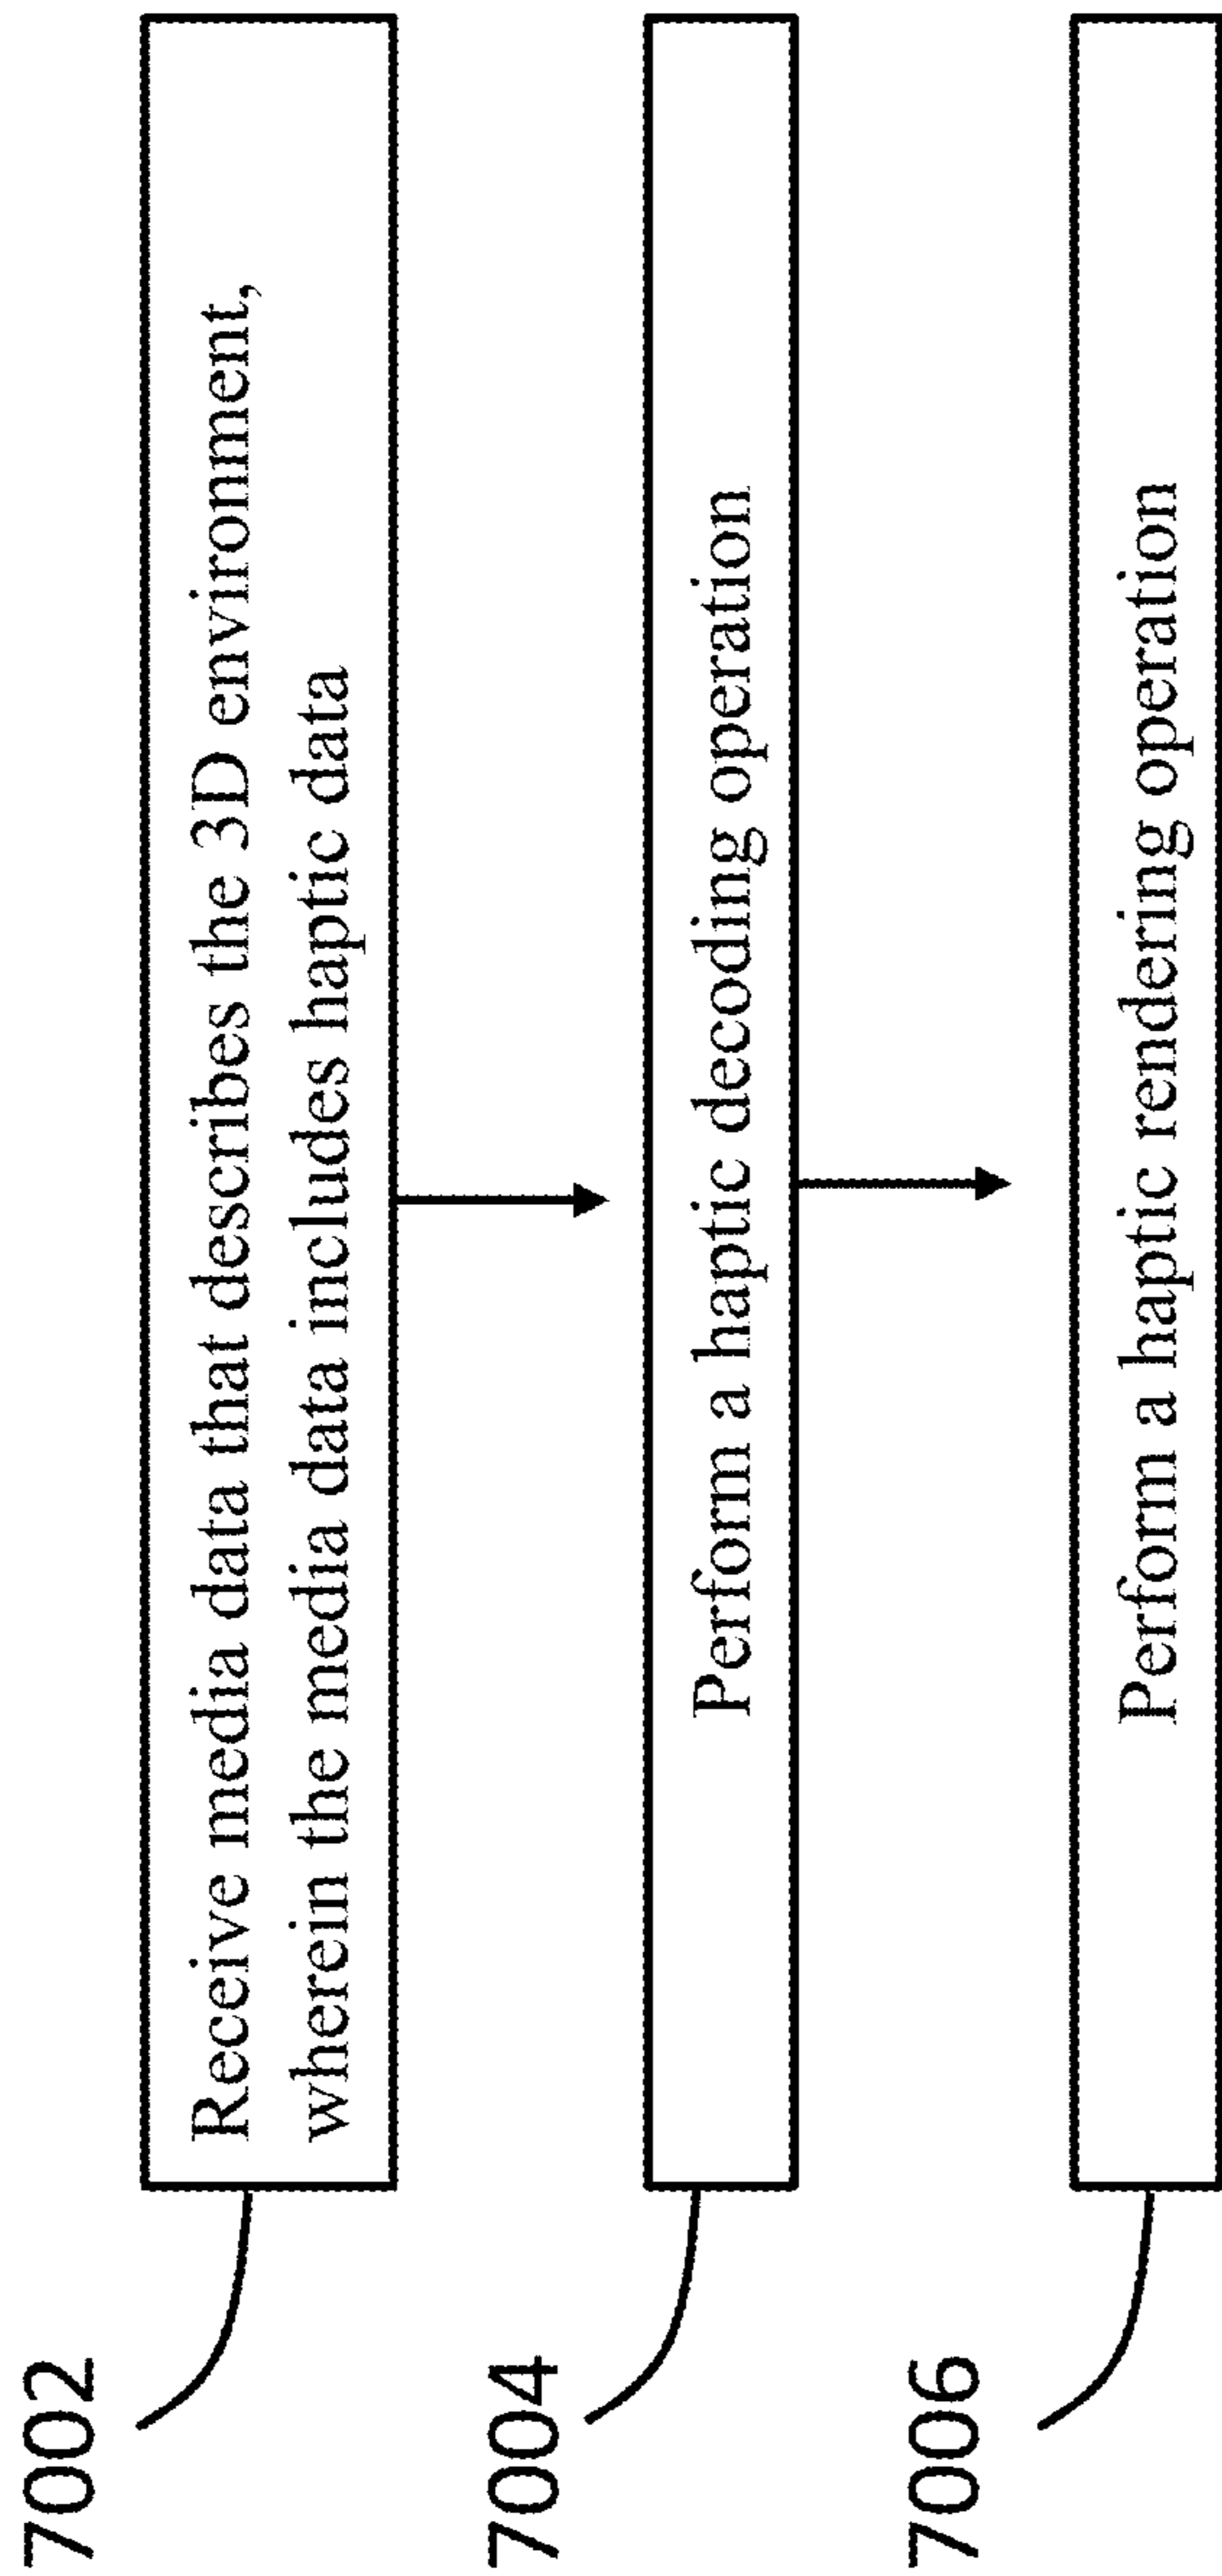 7002
Receive media data that describes the 3D environment,
wherein the media data includes haptic data
7004
Perform a haptic decoding operation
7006
Perform a haptic rendering operation